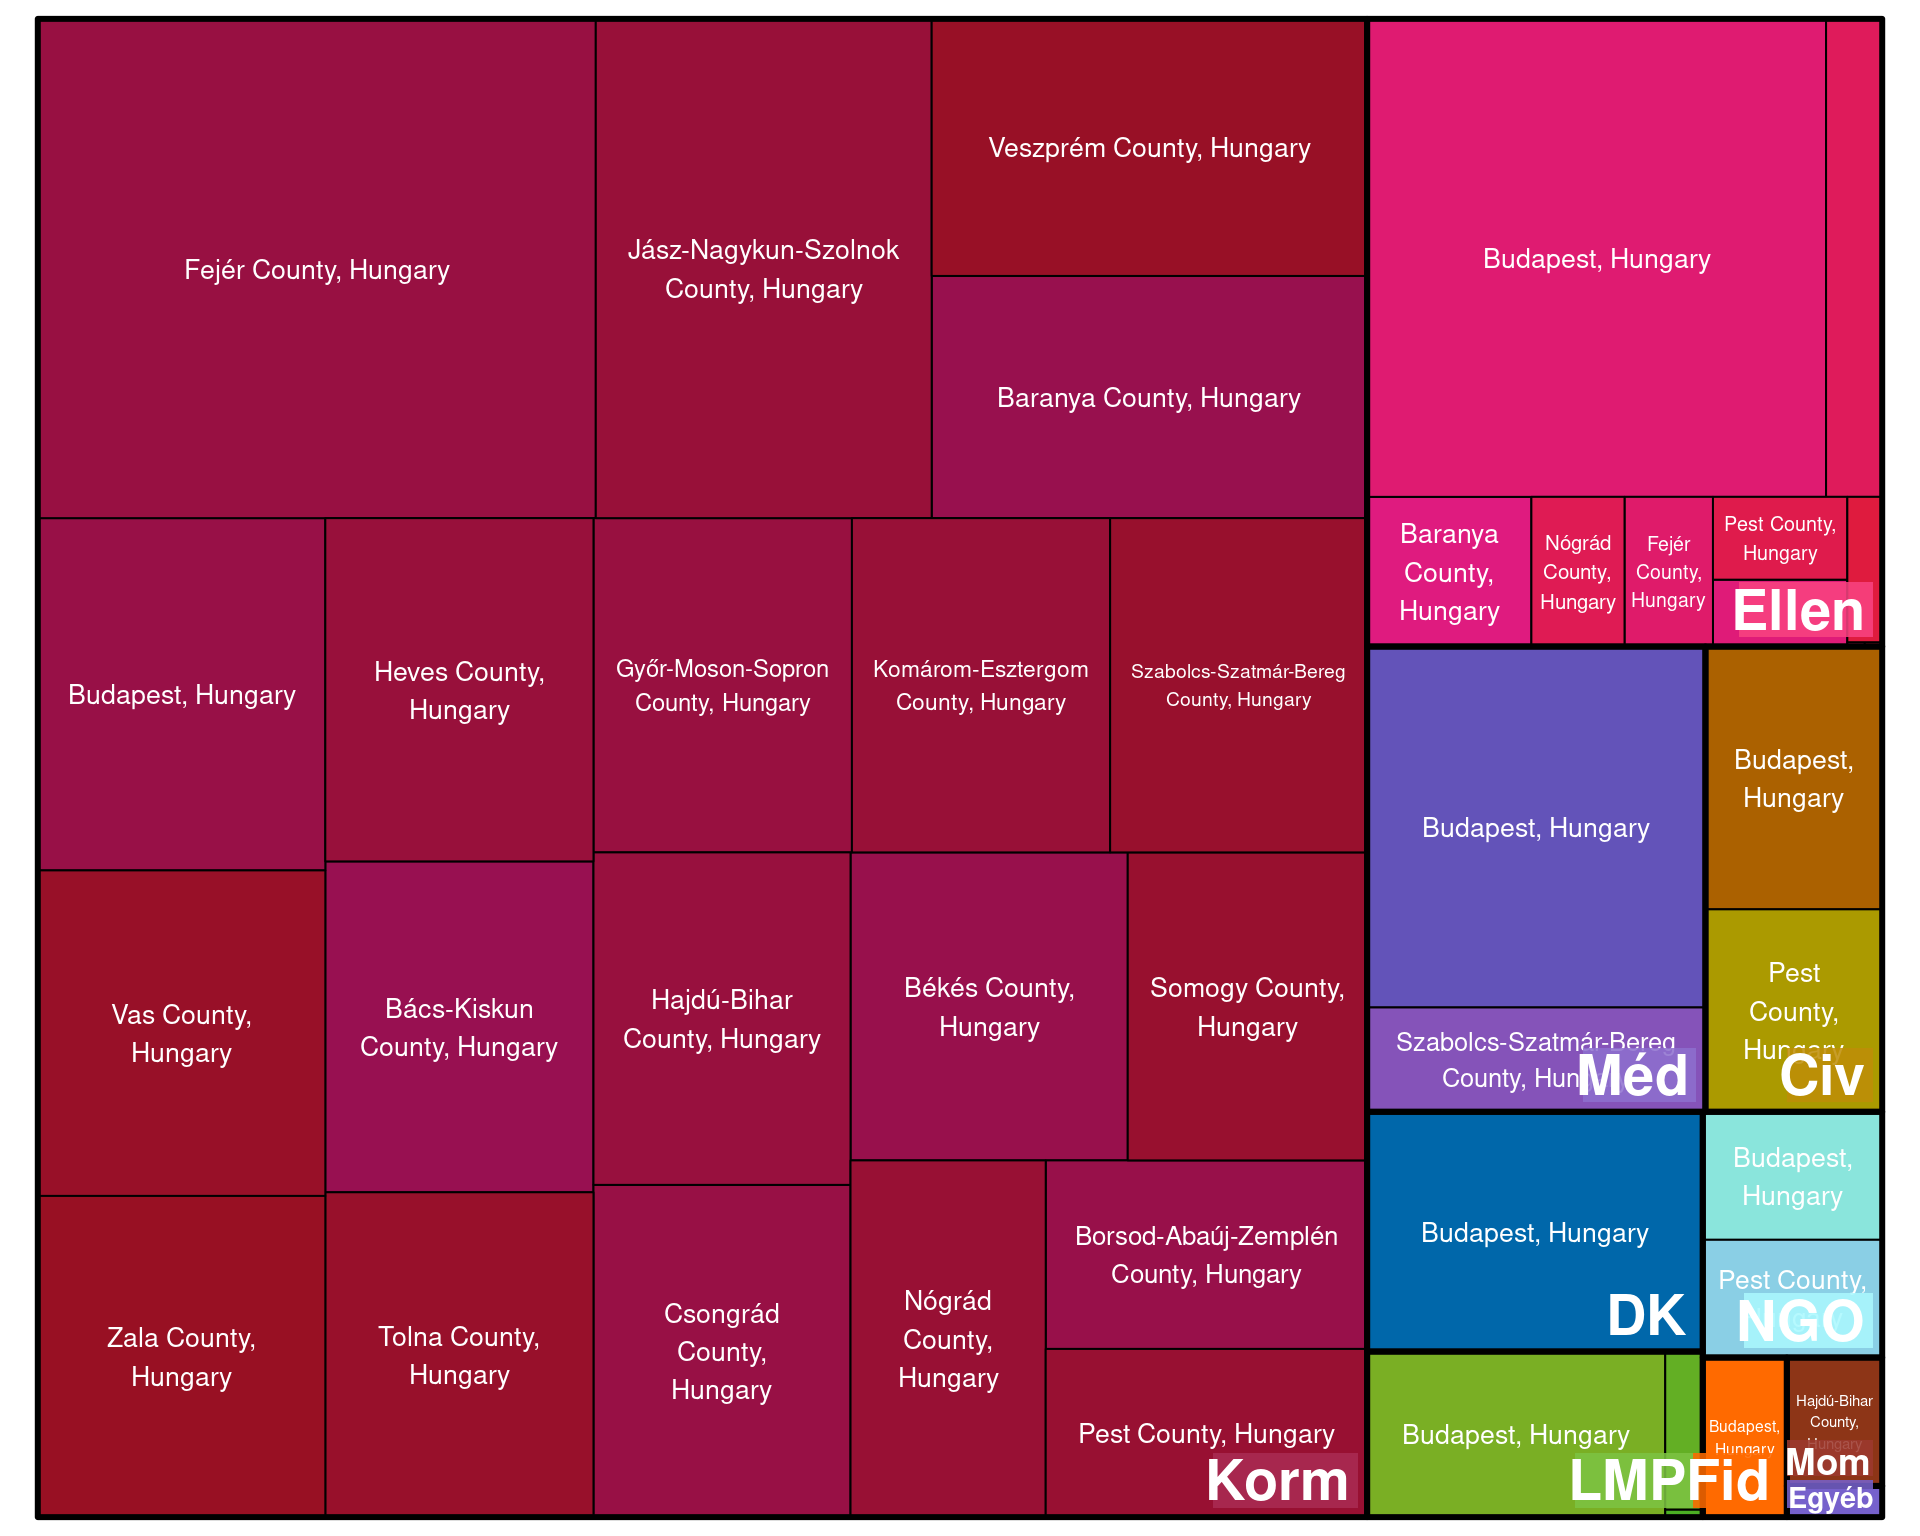 Fejér County, Hungary
Jász-Nagykun-Szolnok
County, Hungary
Veszprém County, Hungary
Baranya County, Hungary
Budapest, Hungary
Heves County,
Hungary
Győr-Moson-Sopron
County, Hungary
Komárom-Esztergom
County, Hungary
Szabolcs-Szatmár-Bereg
County, Hungary
Vas County,
Hungary
Bács-Kiskun
County, Hungary
Hajdú-Bihar
County, Hungary
Békés County,
Hungary
Somogy County,
Hungary
Zala County,
Hungary
Tolna County,
Hungary
Csongrád
County,
Hungary
Nógrád
County,
Hungary
Borsod-Abaúj-Zemplén
County, Hungary
Pest County, Hungary
Korm
Budapest, Hungary
Baranya
County,
Hungary
Nógrád
County,
Hungary
Fejér
County,
Hungary
Pest County,
Hungary
Ellen
Budapest, Hungary
Szabolcs-Szatmár-Bereg
County,
Méd
Budapest,
Hungary
Pest
County,
Hungary
Civ
Budapest, Hungary
DK
Budapest,
Hungary
Pest County,
NGO
Budapest, Hungary
LMP
Budapest,
Hungary
Fid
Hajdú-Bihar
County,
Hungary
Mom
Egyéb